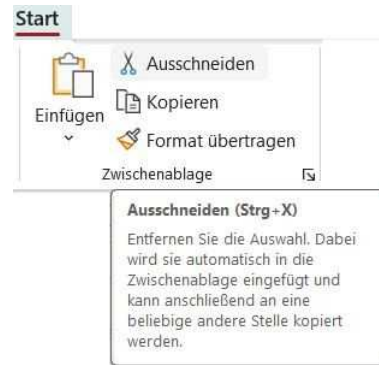 Start
Einfügen
Ausschneiden
Kopieren
Format übertragen
Zwischenablage
Ausschneiden (Strg+X)
Entfernen Sie die Auswahl. Dabei
wird sie automatisch in die
Zwischenablage eingefügt und
kann anschließend an eine
beliebige andere Stelle kopiert
werden.